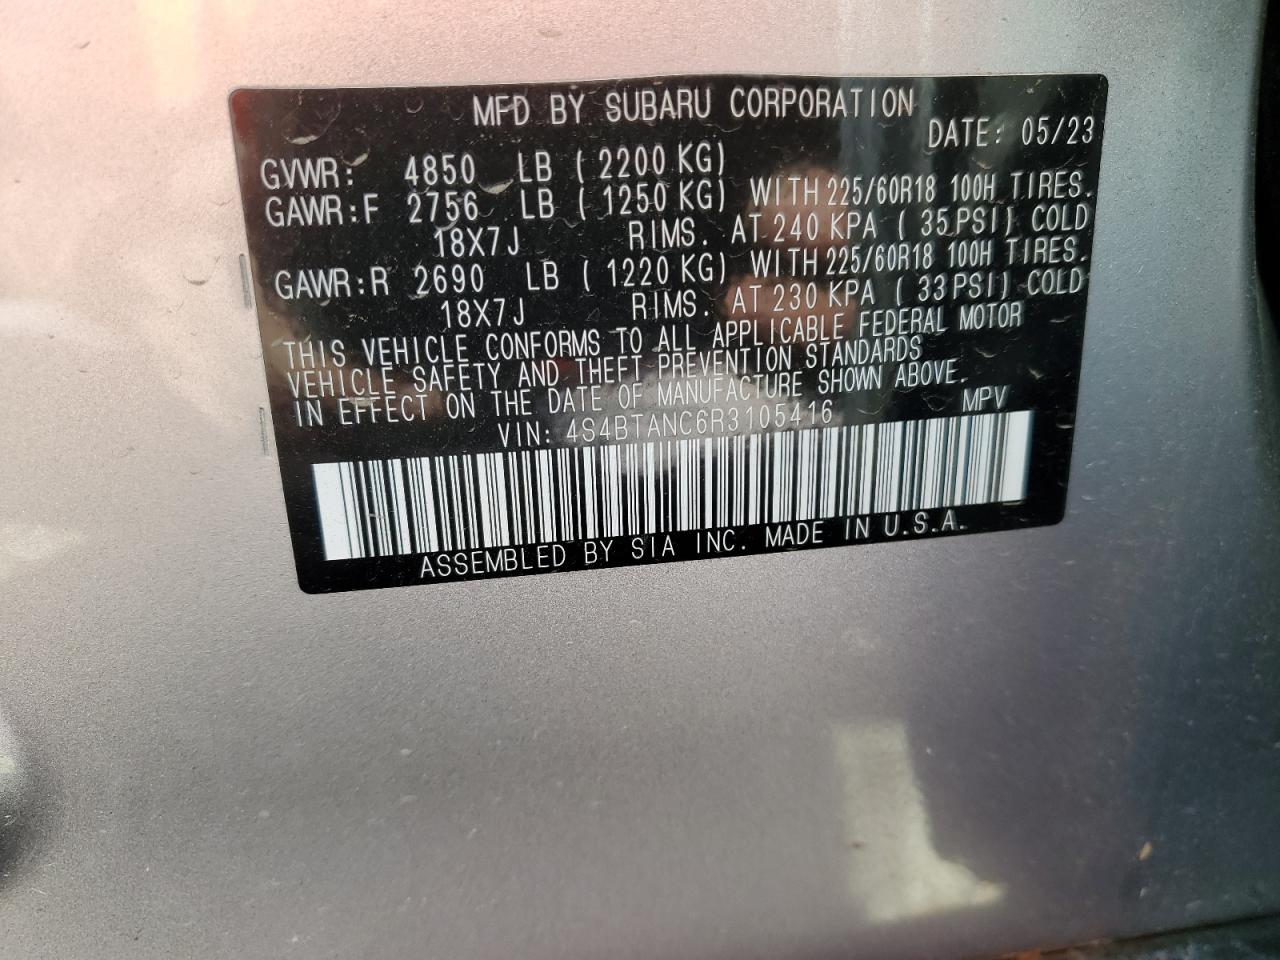 MFD BY SUBARU CORPORATION
DATE: 05/23
GVWR: 4850 LB ( 2200 KG)
GAWR:F 2756 LB ( 1250 KG) WITH 225/60R18 100H TIRES.
18X7J RIMS. AT 240 KPA ( 35 PSI) COLD
GAWR:R 2690 LB ( 1220 KG) WITH 225/60R18 100H TIRES.
18X7J RIMS. AT 230 KPA ( 33 PSI) COLD
THIS VEHICLE CONFORMS TO ALL APPLICABLE FEDERAL MOTOR
VEHICLE SAFETY AND THEFT PREVENTION STANDARDS
IN EFFECT ON THE DATE OF MANUFACTURE SHOWN ABOVE.
VIN: 4S4BTANC6R3105416 MPV
ASSEMBLED BY SIA INC. MADE IN U.S.A.